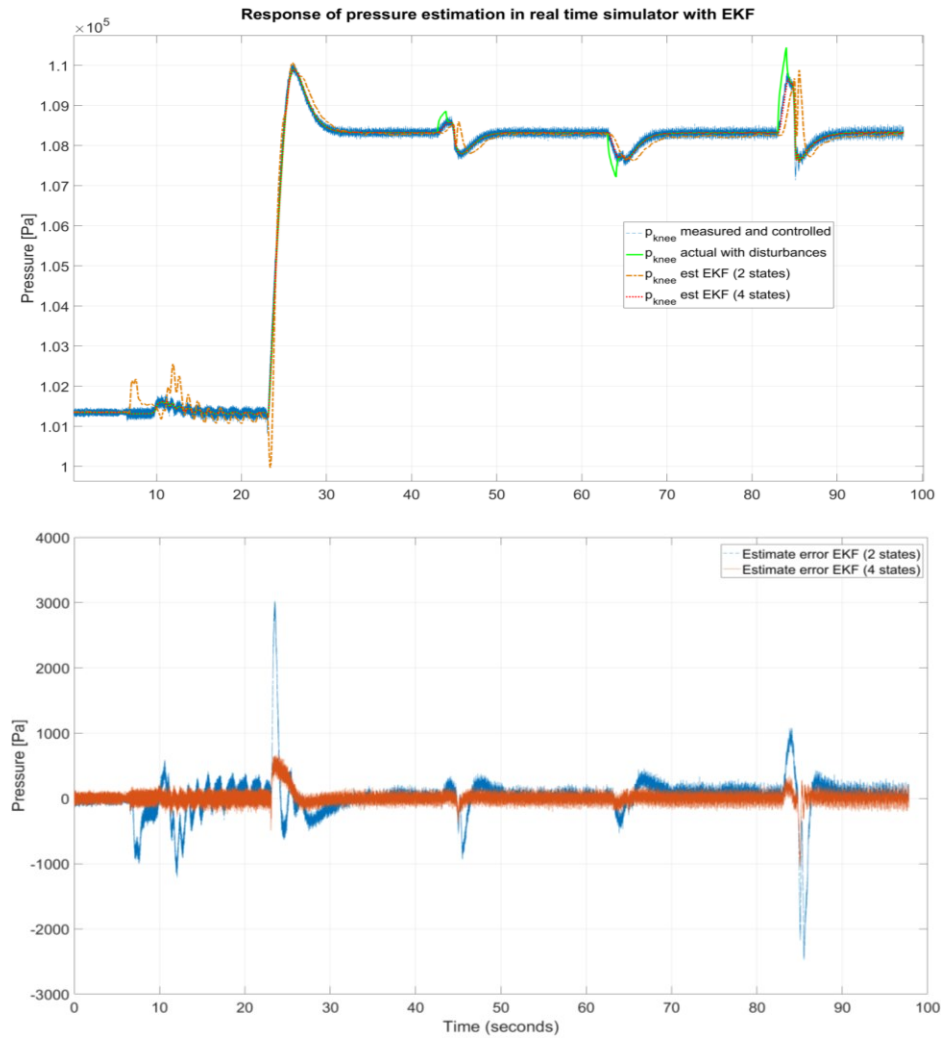 Response of pressure estimation in real time simulator with EKF
×10⁵
1.1
1.09
1.08
1.07
1.06
1.05
1.04
1.03
1.02
1.01
1
Pressure [Pa]
p_knee measured and controlled
p_knee actual with disturbances
p_knee est EKF (2 states)
p_knee est EKF (4 states)
10 20 30 40 50 60 70 80 90 100
4000
3000
2000
1000
0
-1000
-2000
-3000
Pressure [Pa]
Estimate error EKF (2 states)
Estimate error EKF (4 states)
0 10 20 30 40 50 60 70 80 90 100
Time (seconds)